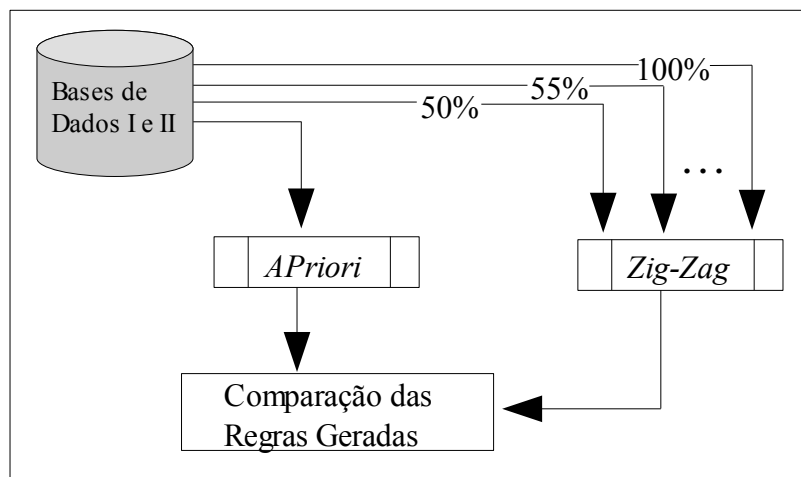 Bases de
Dados I e II
100%
55%
50%
...
APriori
Zig-Zag
Comparação das
Regras Geradas